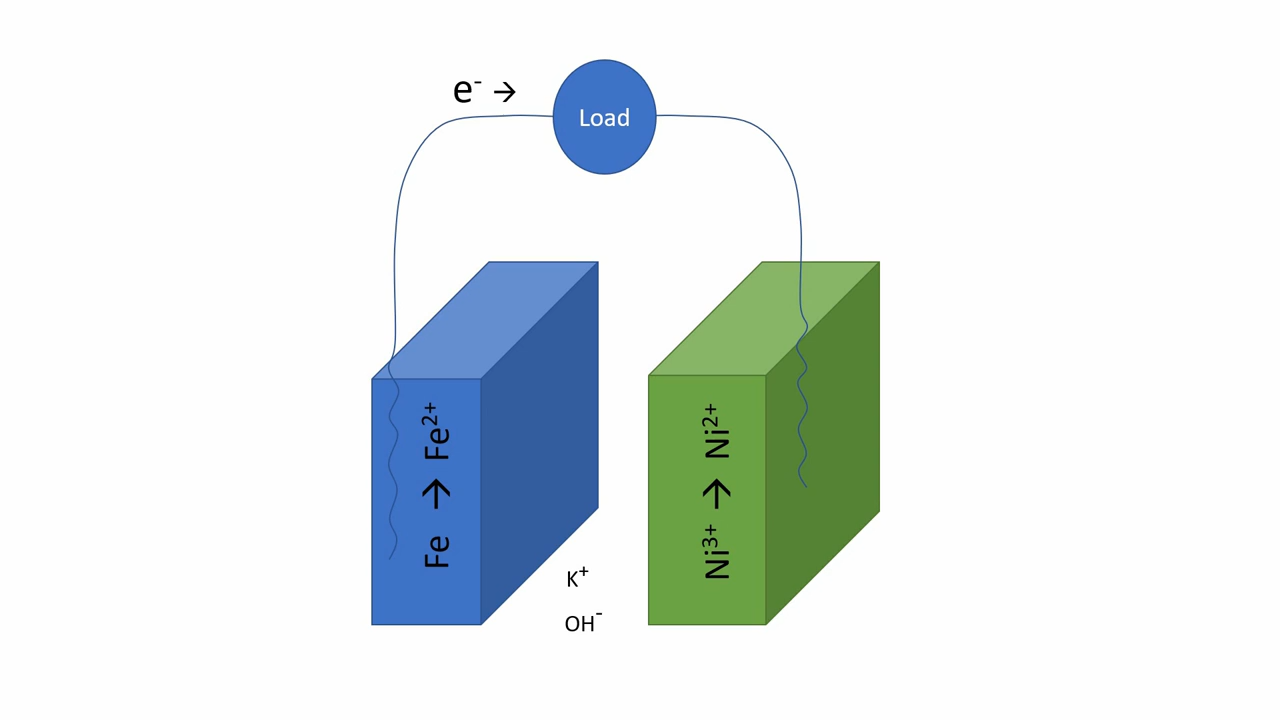 e⁻ →
Load
Fe → Fe²⁺
Ni³⁺ → Ni²⁺
K⁺
OH⁻